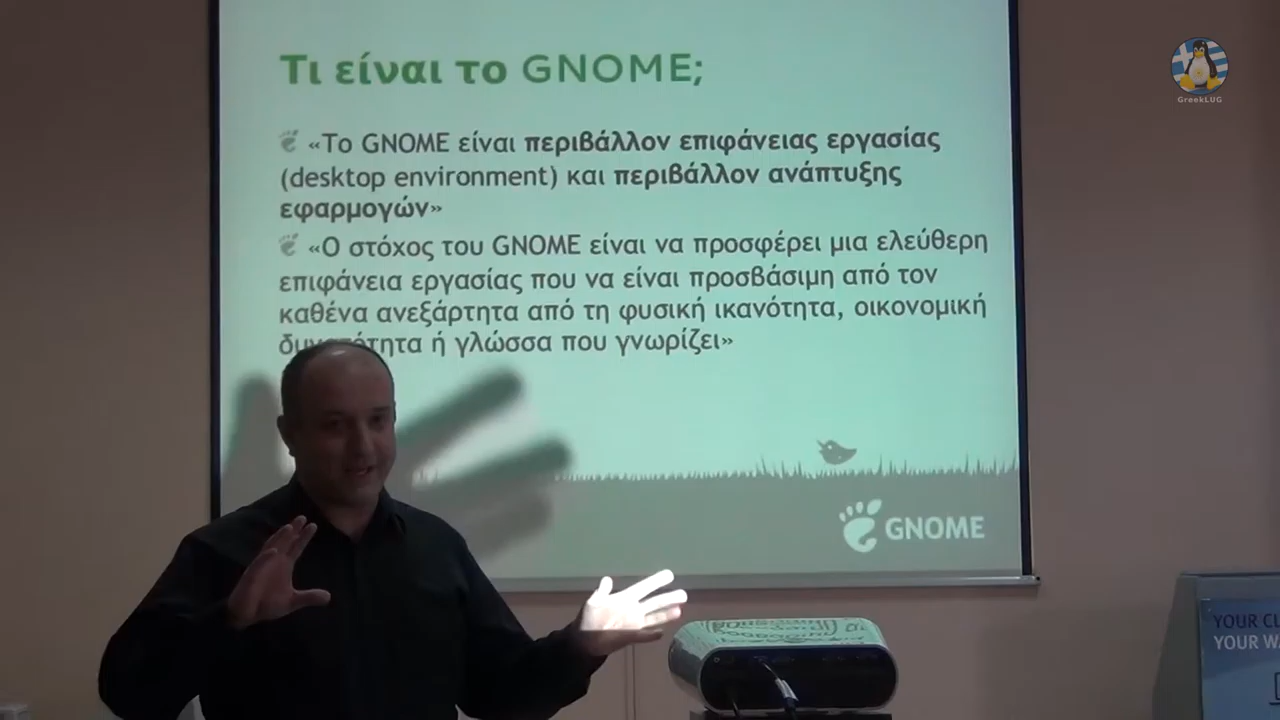 Τι είναι το GNOME;
«Το GNOME είναι περιβάλλον επιφάνειας εργασίας
(desktop environment) και περιβάλλον ανάπτυξης
εφαρμογών»
«Ο στόχος του GNOME είναι να προσφέρει μια ελεύθερη
επιφάνεια εργασίας που να είναι προσβάσιμη από τον
καθένα ανεξάρτητα από τη φυσική ικανότητα, οικονομική
δυνατότητα ή γλώσσα που γνωρίζει»
GNOME
GreekLUG
YOUR CL
YOUR W